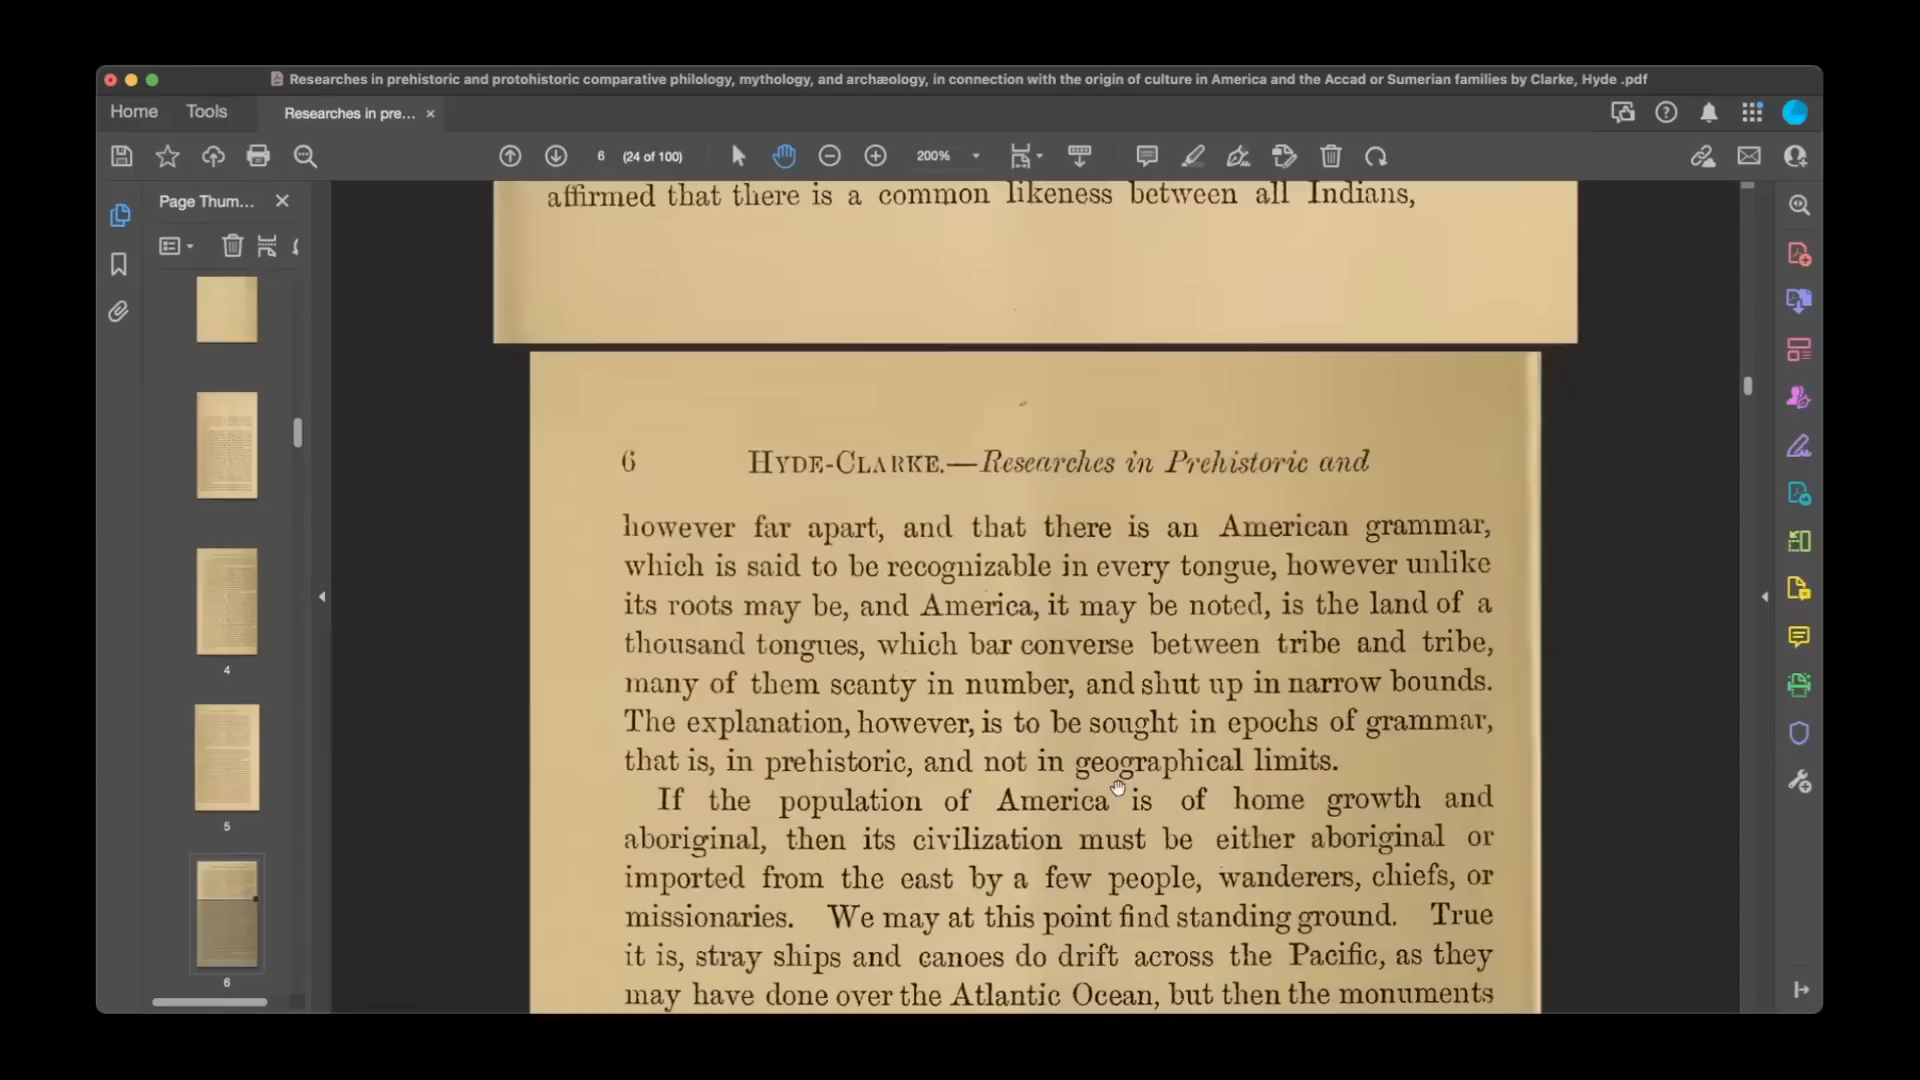 Researches in prehistoric and protohistoric comparative philology, mythology, and archæology, in connection with the origin of culture in America and the Accad or Sumerian families by Clarke, Hyde .pdf
Home Tools Researches in pre... ×
6 (24 of 100) 200%
Page Thum...
4
5
6
affirmed that there is a common likeness between all Indians,
6 HYDE-CLARKE.—Researches in Prehistoric and
however far apart, and that there is an American grammar,
which is said to be recognizable in every tongue, however unlike
its roots may be, and America, it may be noted, is the land of a
thousand tongues, which bar converse between tribe and tribe,
many of them scanty in number, and shut up in narrow bounds.
The explanation, however, is to be sought in epochs of grammar,
that is, in prehistoric, and not in geographical limits.
If the population of America is of home growth and
aboriginal, then its civilization must be either aboriginal or
imported from the east by a few people, wanderers, chiefs, or
missionaries. We may at this point find standing ground. True
it is, stray ships and canoes do drift across the Pacific, as they
may have done over the Atlantic Ocean, but then the monuments